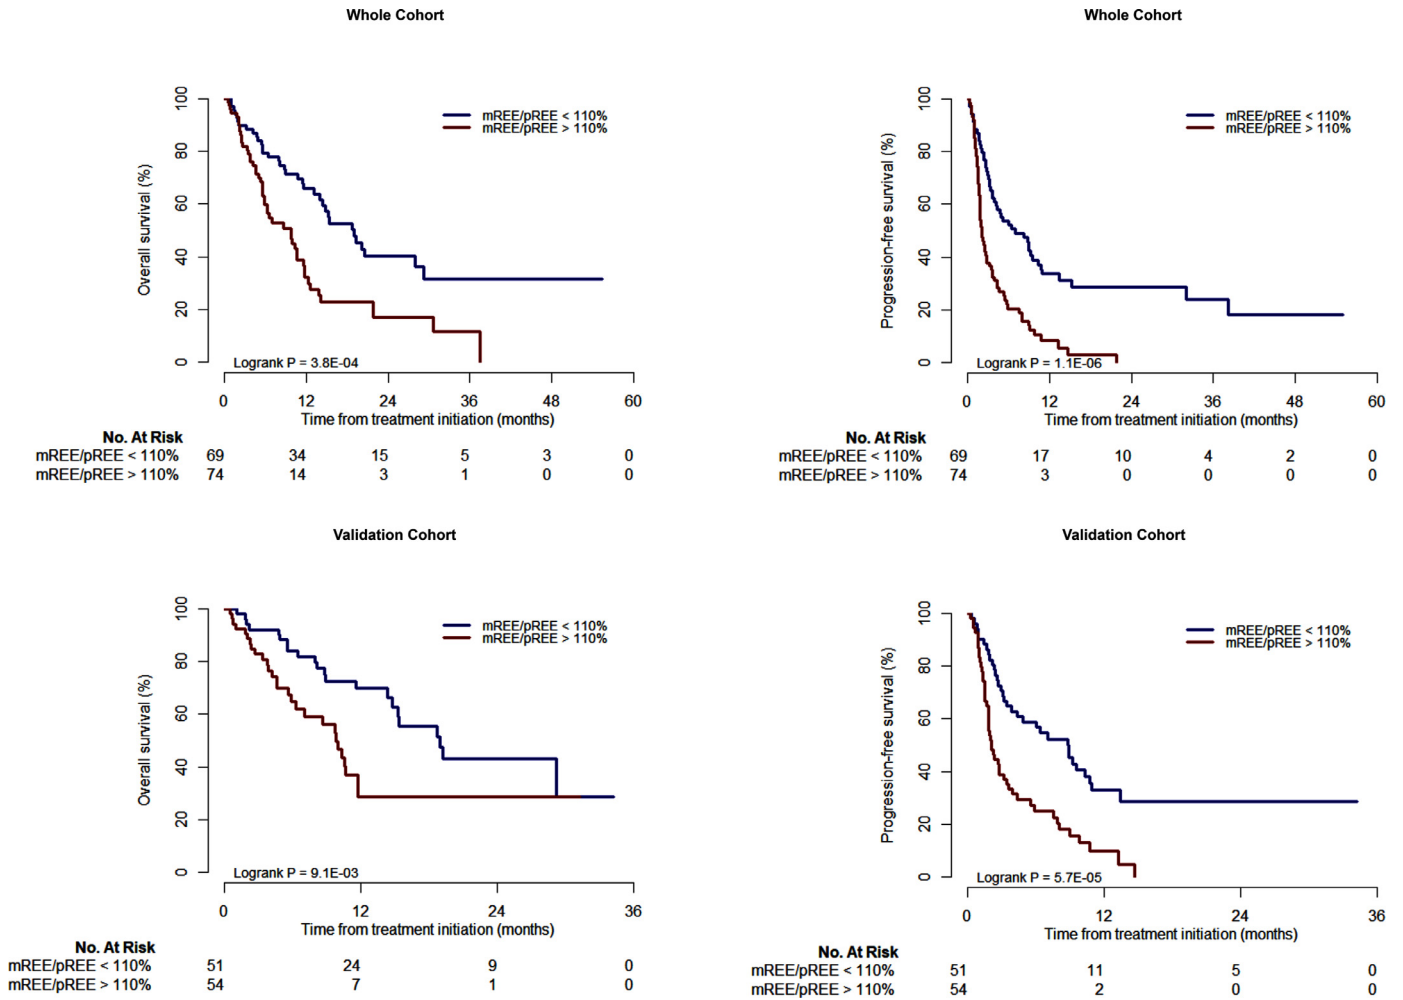 Whole Cohort
Overall survival (%)
100
80
60
40
20
0
mREE/pREE < 110%
mREE/pREE > 110%
Logrank P = 3.8E-04
0 12 24 36 48 60
Time from treatment initiation (months)
No. At Risk
mREE/pREE < 110% 69 34 15 5 3 0
mREE/pREE > 110% 74 14 3 1 0 0
Whole Cohort
Progression-free survival (%)
100
80
60
40
20
0
mREE/pREE < 110%
mREE/pREE > 110%
Logrank P = 1.1E-06
0 12 24 36 48 60
Time from treatment initiation (months)
No. At Risk
mREE/pREE < 110% 69 17 10 4 2 0
mREE/pREE > 110% 74 3 0 0 0 0
Validation Cohort
Overall survival (%)
100
80
60
40
20
0
mREE/pREE < 110%
mREE/pREE > 110%
Logrank P = 9.1E-03
0 12 24 36
Time from treatment initiation (months)
No. At Risk
mREE/pREE < 110% 51 24 9 0
mREE/pREE > 110% 54 7 1 0
Validation Cohort
Progression-free survival (%)
100
80
60
40
20
0
mREE/pREE < 110%
mREE/pREE > 110%
Logrank P = 5.7E-05
0 12 24 36
Time from treatment initiation (months)
No. At Risk
mREE/pREE < 110% 51 11 5 0
mREE/pREE > 110% 54 2 0 0